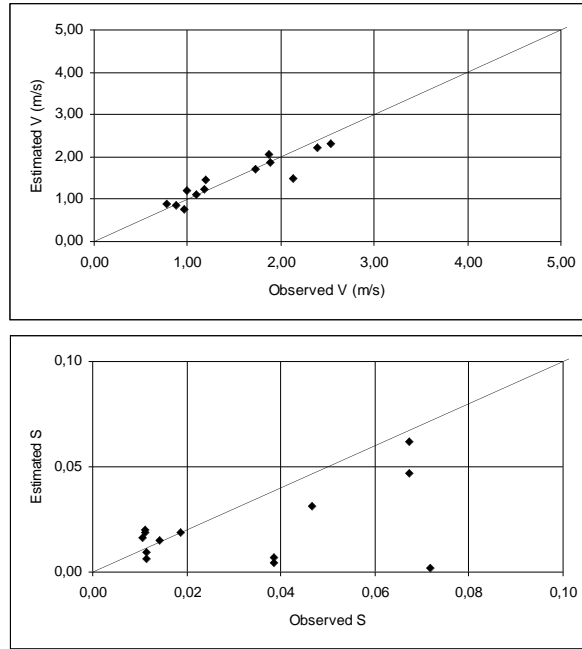 5,00
4,00
3,00
2,00
1,00
0,00
Estimated V (m/s)
0,00 1,00 2,00 3,00 4,00 5,00
Observed V (m/s)
0,10
0,05
0,00
Estimated S
0,00 0,02 0,04 0,06 0,08 0,10
Observed S